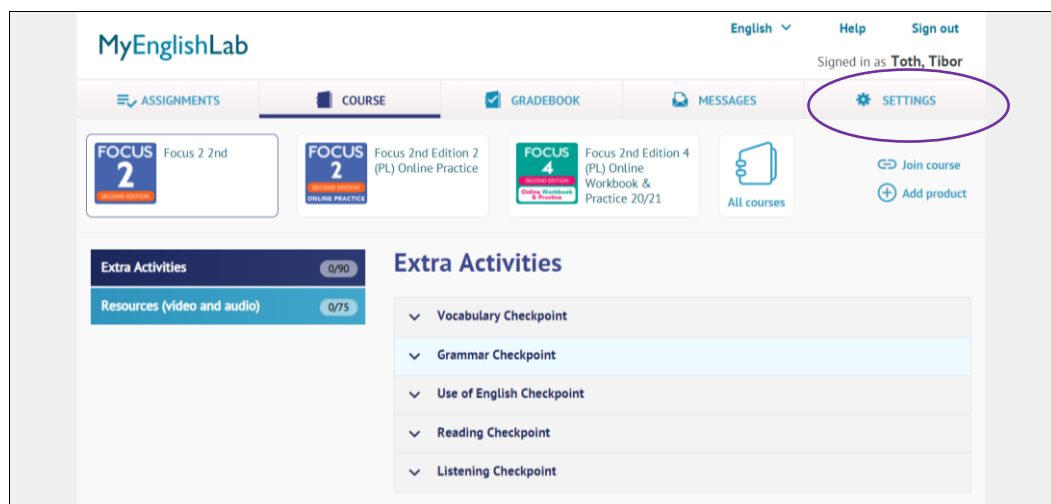 MyEnglishLab
English Help Sign out
Signed in as Toth, Tibor
ASSIGNMENTS COURSE GRADEBOOK MESSAGES SETTINGS
FOCUS 2 SECOND EDITION
Focus 2 2nd
FOCUS 2 SECOND EDITION ONLINE PRACTICE
Focus 2nd Edition 2
(PL) Online Practice
FOCUS 4 SECOND EDITION Online Workbook & Practice
Focus 2nd Edition 4
(PL) Online
Workbook &
Practice 20/21
All courses
Join course
Add product
Extra Activities 0/90
Resources (video and audio) 0/75
Extra Activities
Vocabulary Checkpoint
Grammar Checkpoint
Use of English Checkpoint
Reading Checkpoint
Listening Checkpoint